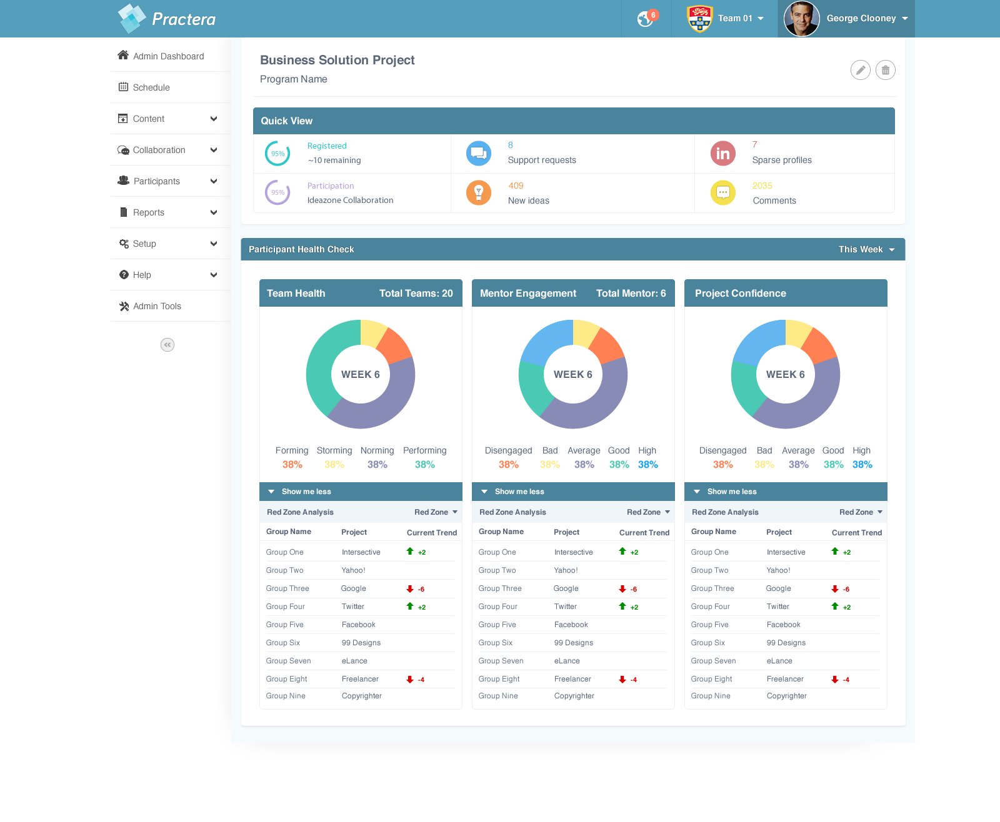 Practera
6
Team 01
George Clooney
Admin Dashboard
Schedule
Content
Collaboration
Participants
Reports
Setup
Help
Admin Tools
Business Solution Project
Program Name
Quick View
95%
Registered
~10 remaining
8
Support requests
in
7
Sparse profiles
95%
Participation
Ideazone Collaboration
409
New ideas
2035
Comments
Participant Health Check
This Week
Team Health Total Teams: 20
WEEK 6
Forming Storming Norming Performing
38% 38% 38% 38%
Show me less
Red Zone Analysis Red Zone
Group Name Project Current Trend
Group One Intersective +2
Group Two Yahoo!
Group Three Google -6
Group Four Twitter +2
Group Five Facebook
Group Six 99 Designs
Group Seven eLance
Group Eight Freelancer -4
Group Nine Copyrighter
Mentor Engagement Total Mentor: 6
WEEK 6
Disengaged Bad Average Good High
38% 38% 38% 38% 38%
Show me less
Red Zone Analysis Red Zone
Group Name Project Current Trend
Group One Intersective +2
Group Two Yahoo!
Group Three Google -6
Group Four Twitter +2
Group Five Facebook
Group Six 99 Designs
Group Seven eLance
Group Eight Freelancer -4
Group Nine Copyrighter
Project Confidence
WEEK 6
Disengaged Bad Average Good High
38% 38% 38% 38% 38%
Show me less
Red Zone Analysis Red Zone
Group Name Project Current Trend
Group One Intersective +2
Group Two Yahoo!
Group Three Google -6
Group Four Twitter +2
Group Five Facebook
Group Six 99 Designs
Group Seven eLance
Group Eight Freelancer -4
Group Nine Copyrighter